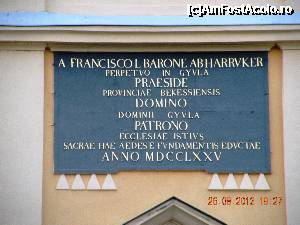 (c)AmFostAcolo.ro
A FRANCISCO L BARONE AB HARRVKER
PERPETVO IN GYVLA
PRAESIDE
PROVINCIAE BEKESSIENSIS
DOMINO
DOMINII GYVLA
PATRONO
ECCLESIAE ISTIVS
SACRAE HAE AEDES E FVNDAMENTIS EDVCTAE
ANNO MDCCLXXV
26.08.2012 19:27